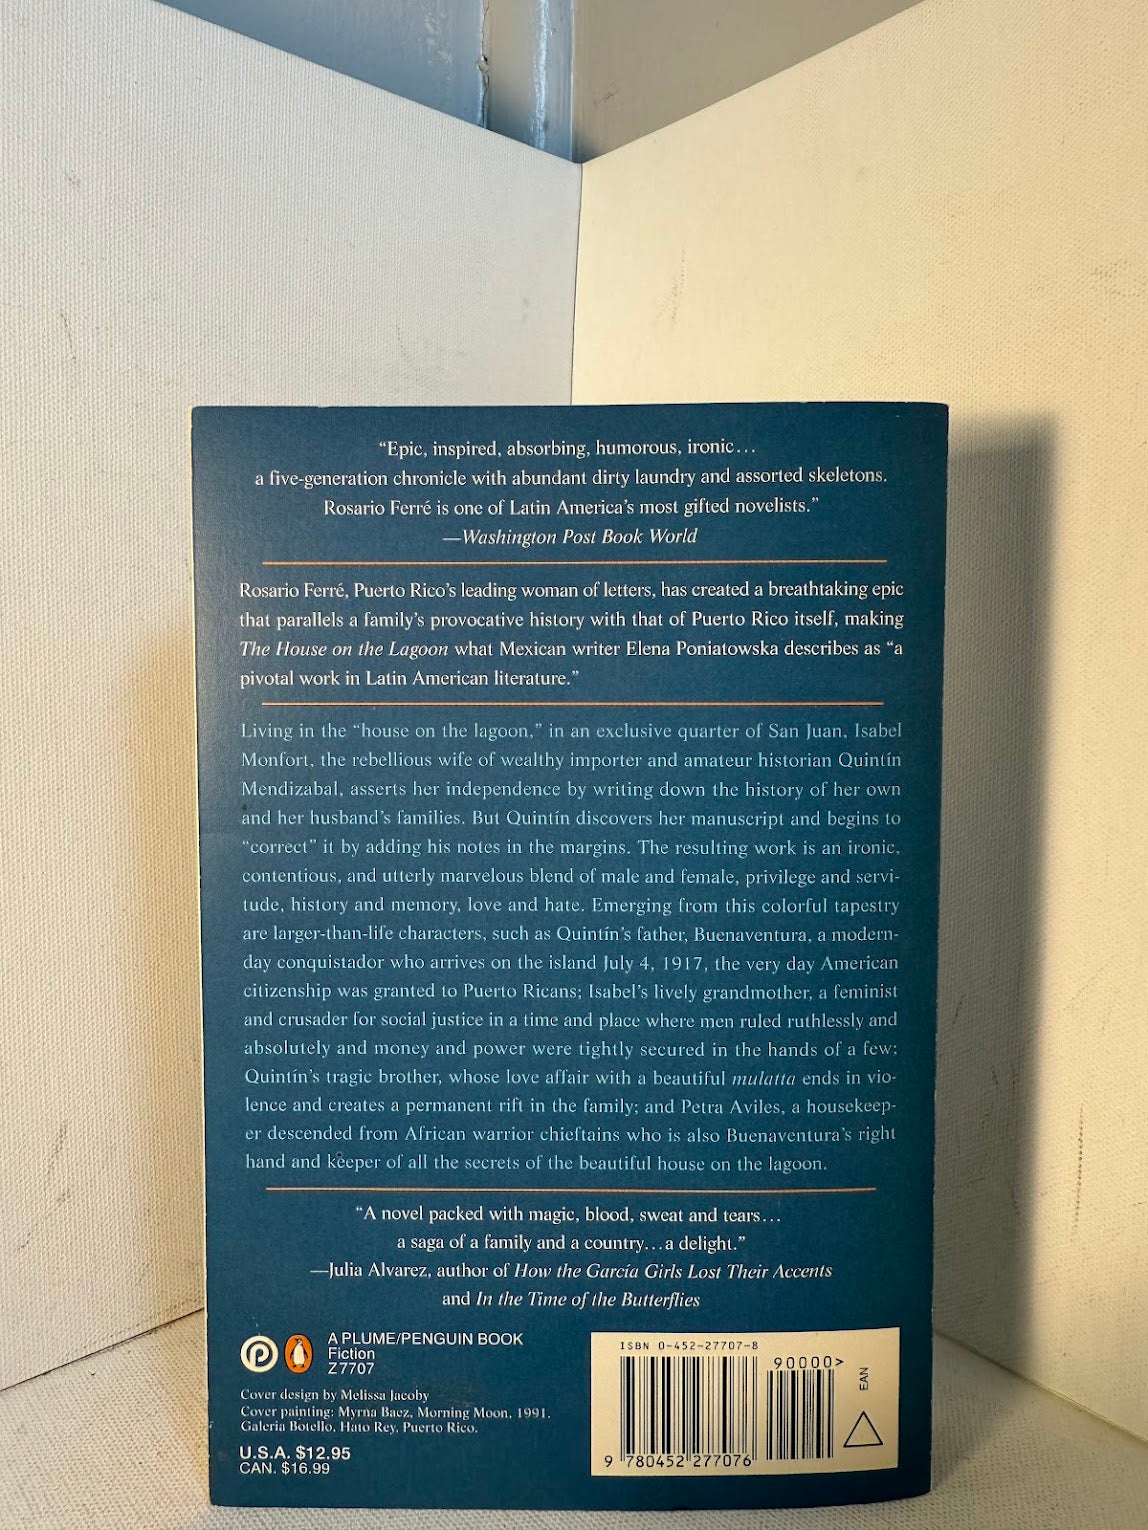 “Epic, inspired, absorbing, humorous, ironic…
a five-generation chronicle with abundant dirty laundry and assorted skeletons.
Rosario Ferré is one of Latin America’s most gifted novelists.”
—Washington Post Book World
Rosario Ferré, Puerto Rico’s leading woman of letters, has created a breathtaking epic
that parallels a family’s provocative history with that of Puerto Rico itself, making
The House on the Lagoon what Mexican writer Elena Poniatowska describes as “a
pivotal work in Latin American literature.”
Living in the “house on the lagoon,” in an exclusive quarter of San Juan, Isabel
Monfort, the rebellious wife of wealthy importer and amateur historian Quintín
Mendizabal, asserts her independence by writing down the history of her own
and her husband’s families. But Quintín discovers her manuscript and begins to
“correct” it by adding his notes in the margins. The resulting work is an ironic,
contentious, and utterly marvelous blend of male and female, privilege and servi-
tude, history and memory, love and hate. Emerging from this colorful tapestry
are larger-than-life characters, such as Quintín’s father, Buenaventura, a modern-
day conquistador who arrives on the island July 4, 1917, the very day American
citizenship was granted to Puerto Ricans; Isabel’s lively grandmother, a feminist
and crusader for social justice in a time and place where men ruled ruthlessly and
absolutely and money and power were tightly secured in the hands of a few;
Quintín’s tragic brother, whose love affair with a beautiful mulatta ends in vio-
lence and creates a permanent rift in the family; and Petra Aviles, a housekeep-
er descended from African warrior chieftains who is also Buenaventura’s right
hand and keeper of all the secrets of the beautiful house on the lagoon.
“A novel packed with magic, blood, sweat and tears…
a saga of a family and a country…a delight.”
—Julia Alvarez, author of How the García Girls Lost Their Accents
and In the Time of the Butterflies
A PLUME/PENGUIN BOOK
Fiction
Z7707
Cover design by Melissa Jacoby
Cover painting: Myrna Baez, Morning Moon, 1991.
Galeria Botello, Hato Rey, Puerto Rico.
U.S.A. $12.95
CAN. $16.99
ISBN 0-452-27707-8
90000>
EAN
9 780452 277076